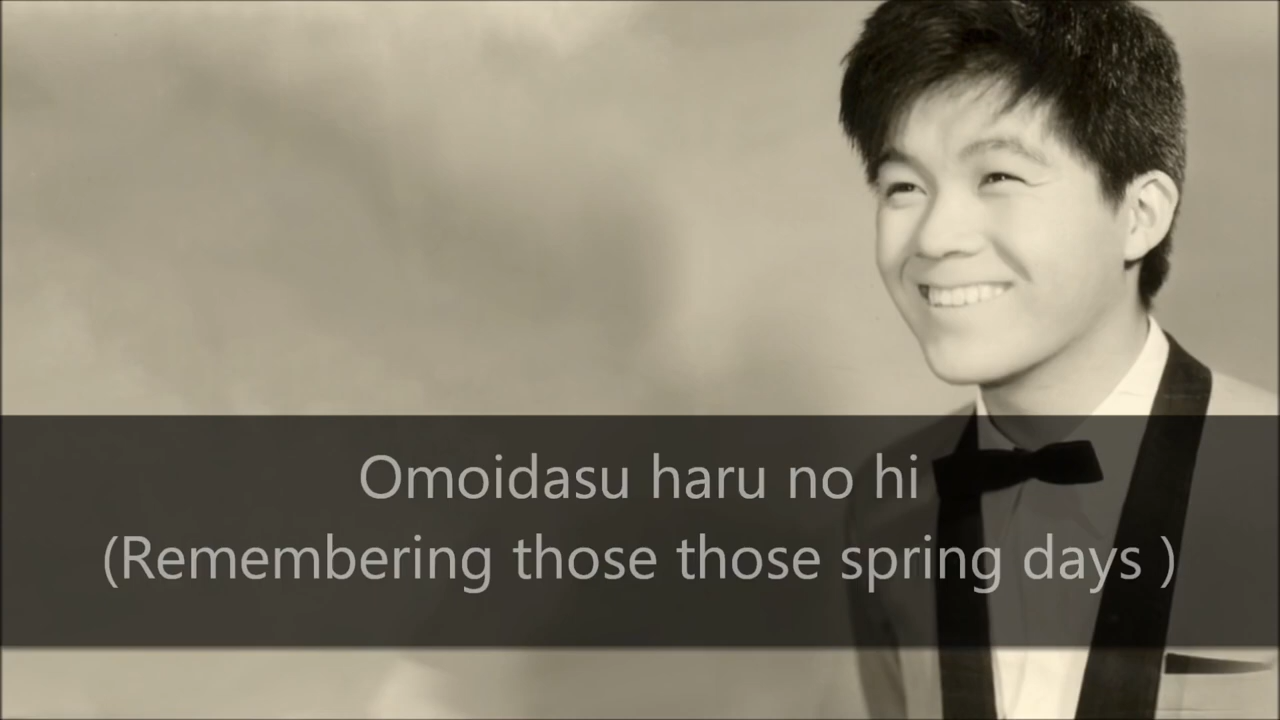 Omoidasu haru no hi
(Remembering those those spring days )